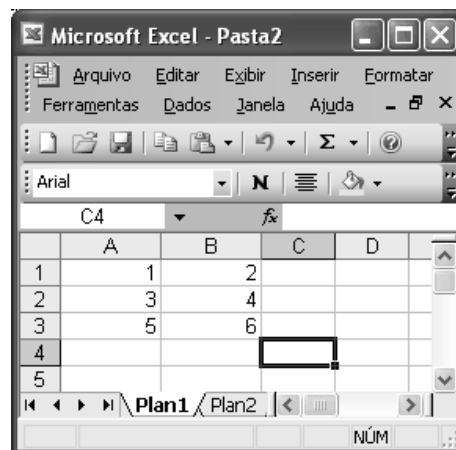 Microsoft Excel - Pasta2
Arquivo Editar Exibir Inserir Formatar
Ferramentas Dados Janela Ajuda
Σ
Arial N
C4 fx
A B C D
1 1 2
2 3 4
3 5 6
4
5
Plan1 Plan2
NÚM